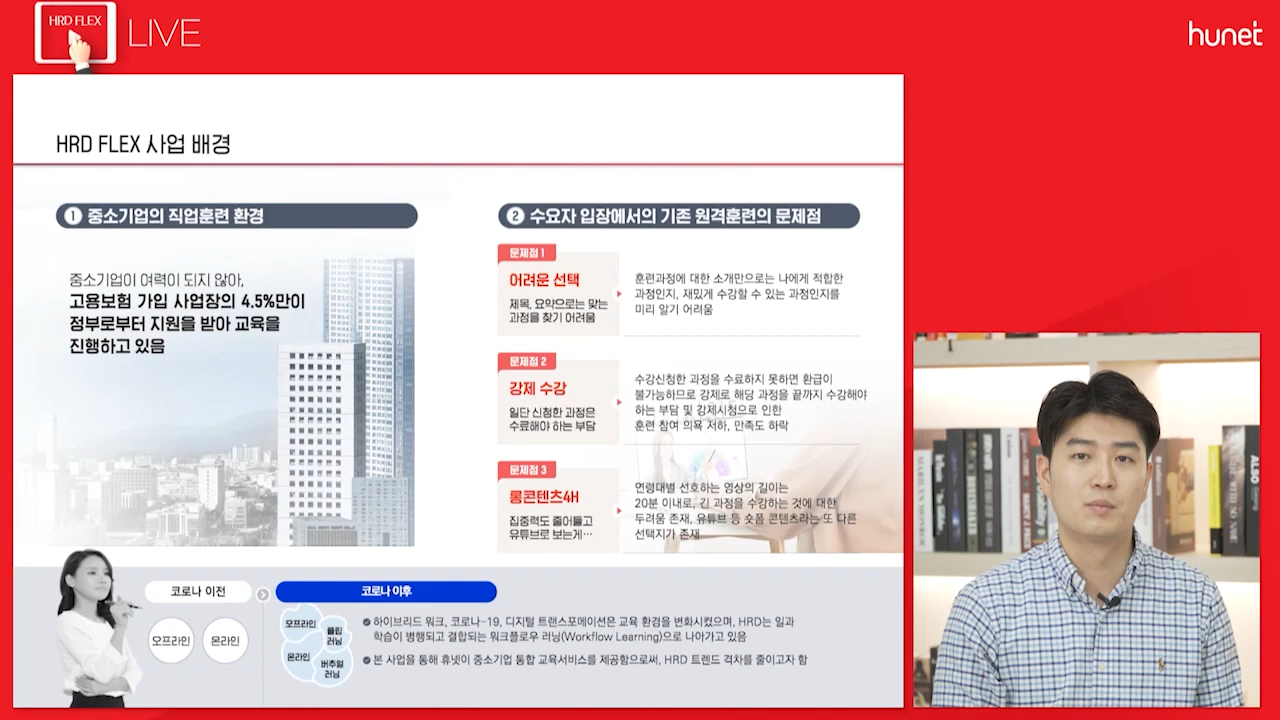 HRD FLEX
LIVE
hunet
HRD FLEX 사업 배경
1 중소기업의 직업훈련 환경
중소기업이 여력이 되지 않아,
고용보험 가입 사업장의 4.5%만이
정부로부터 지원을 받아 교육을
진행하고 있음
2 수요자 입장에서의 기존 원격훈련의 문제점
문제점 1
어려운 선택
제목, 요약으로는 맞는
과정을 찾기 어려움
훈련과정에 대한 소개만으로는 나에게 적합한
과정인지, 재밌게 수강할 수 있는 과정인지를
미리 알기 어려움
문제점 2
강제 수강
일단 신청한 과정은
수료해야 하는 부담
수강신청한 과정을 수료하지 못하면 환급이
불가능하므로 강제로 해당 과정을 끝까지 수강해야
하는 부담 및 강제시청으로 인한
훈련 참여 의욕 저하, 만족도 하락
문제점 3
롱콘텐츠4H
집중력도 줄어들고
유튜브로 보는게…
연령대별 선호하는 영상의 길이는
20분 이내로, 긴 과정을 수강하는 것에 대한
두려움 존재, 유튜브 등 숏폼 콘텐츠라는 또 다른
선택지가 존재
코로나 이전
오프라인
온라인
코로나 이후
오프라인
플립
러닝
온라인
버추얼
러닝
하이브리드 워크, 코로나-19, 디지털 트랜스포메이션은 교육 환경을 변화시켰으며, HRD는 일과
학습이 병행되고 결합되는 워크플로우 러닝(Workflow Learning)으로 나아가고 있음
본 사업을 통해 휴넷이 중소기업 통합 교육서비스를 제공함으로써, HRD 트렌드 격차를 줄이고자 함